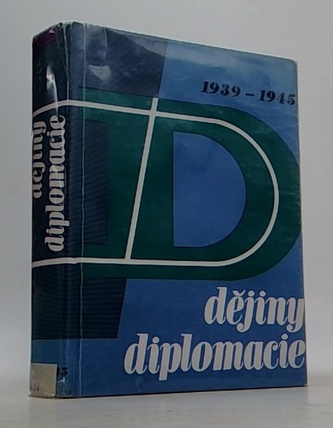 1939 – 1945
D
dějiny
diplomacie
dějiny
diplomacie